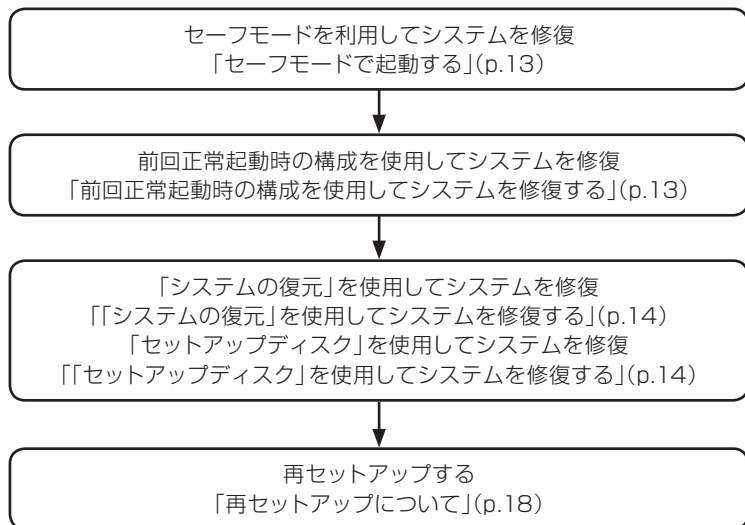 セーフモードを利用してシステムを修復
「セーフモードで起動する」(p.13)
前回正常起動時の構成を使用してシステムを修復
「前回正常起動時の構成を使用してシステムを修復する」(p.13)
「システムの復元」を使用してシステムを修復
「「システムの復元」を使用してシステムを修復する」(p.14)
「セットアップディスク」を使用してシステムを修復
「「セットアップディスク」を使用してシステムを修復する」(p.14)
再セットアップする
「再セットアップについて」(p.18)